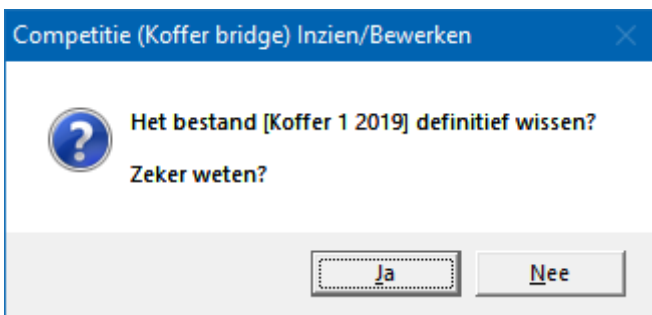 Competitie (Koffer bridge) Inzien/Bewerken
Het bestand [Koffer 1 2019] definitief wissen?
Zeker weten?
Ja
Nee